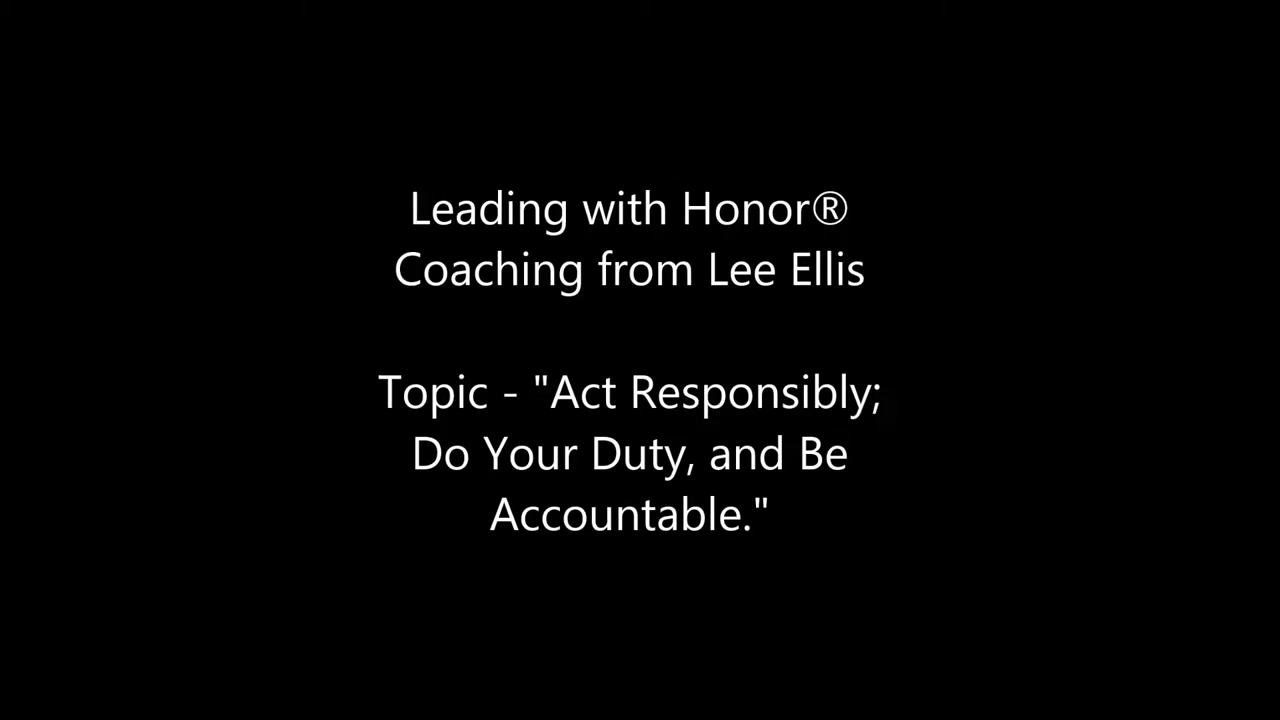 Leading with Honor®
Coaching from Lee Ellis
Topic - "Act Responsibly;
Do Your Duty, and Be
Accountable."